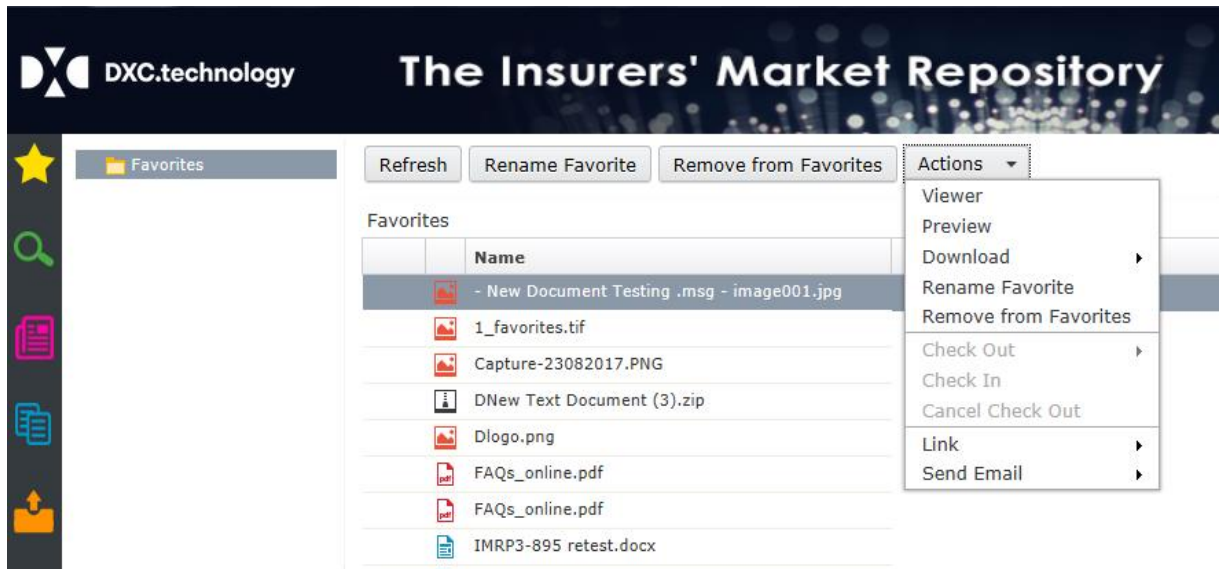 DXC.technology
The Insurers' Market Repository
Favorites
Refresh
Rename Favorite
Remove from Favorites
Actions
Viewer
Preview
Download
Rename Favorite
Remove from Favorites
Check Out
Check In
Cancel Check Out
Link
Send Email
Favorites
Name
- New Document Testing .msg - image001.jpg
1_favorites.tif
Capture-23082017.PNG
DNew Text Document (3).zip
Dlogo.png
FAQs_online.pdf
FAQs_online.pdf
IMRP3-895 retest.docx